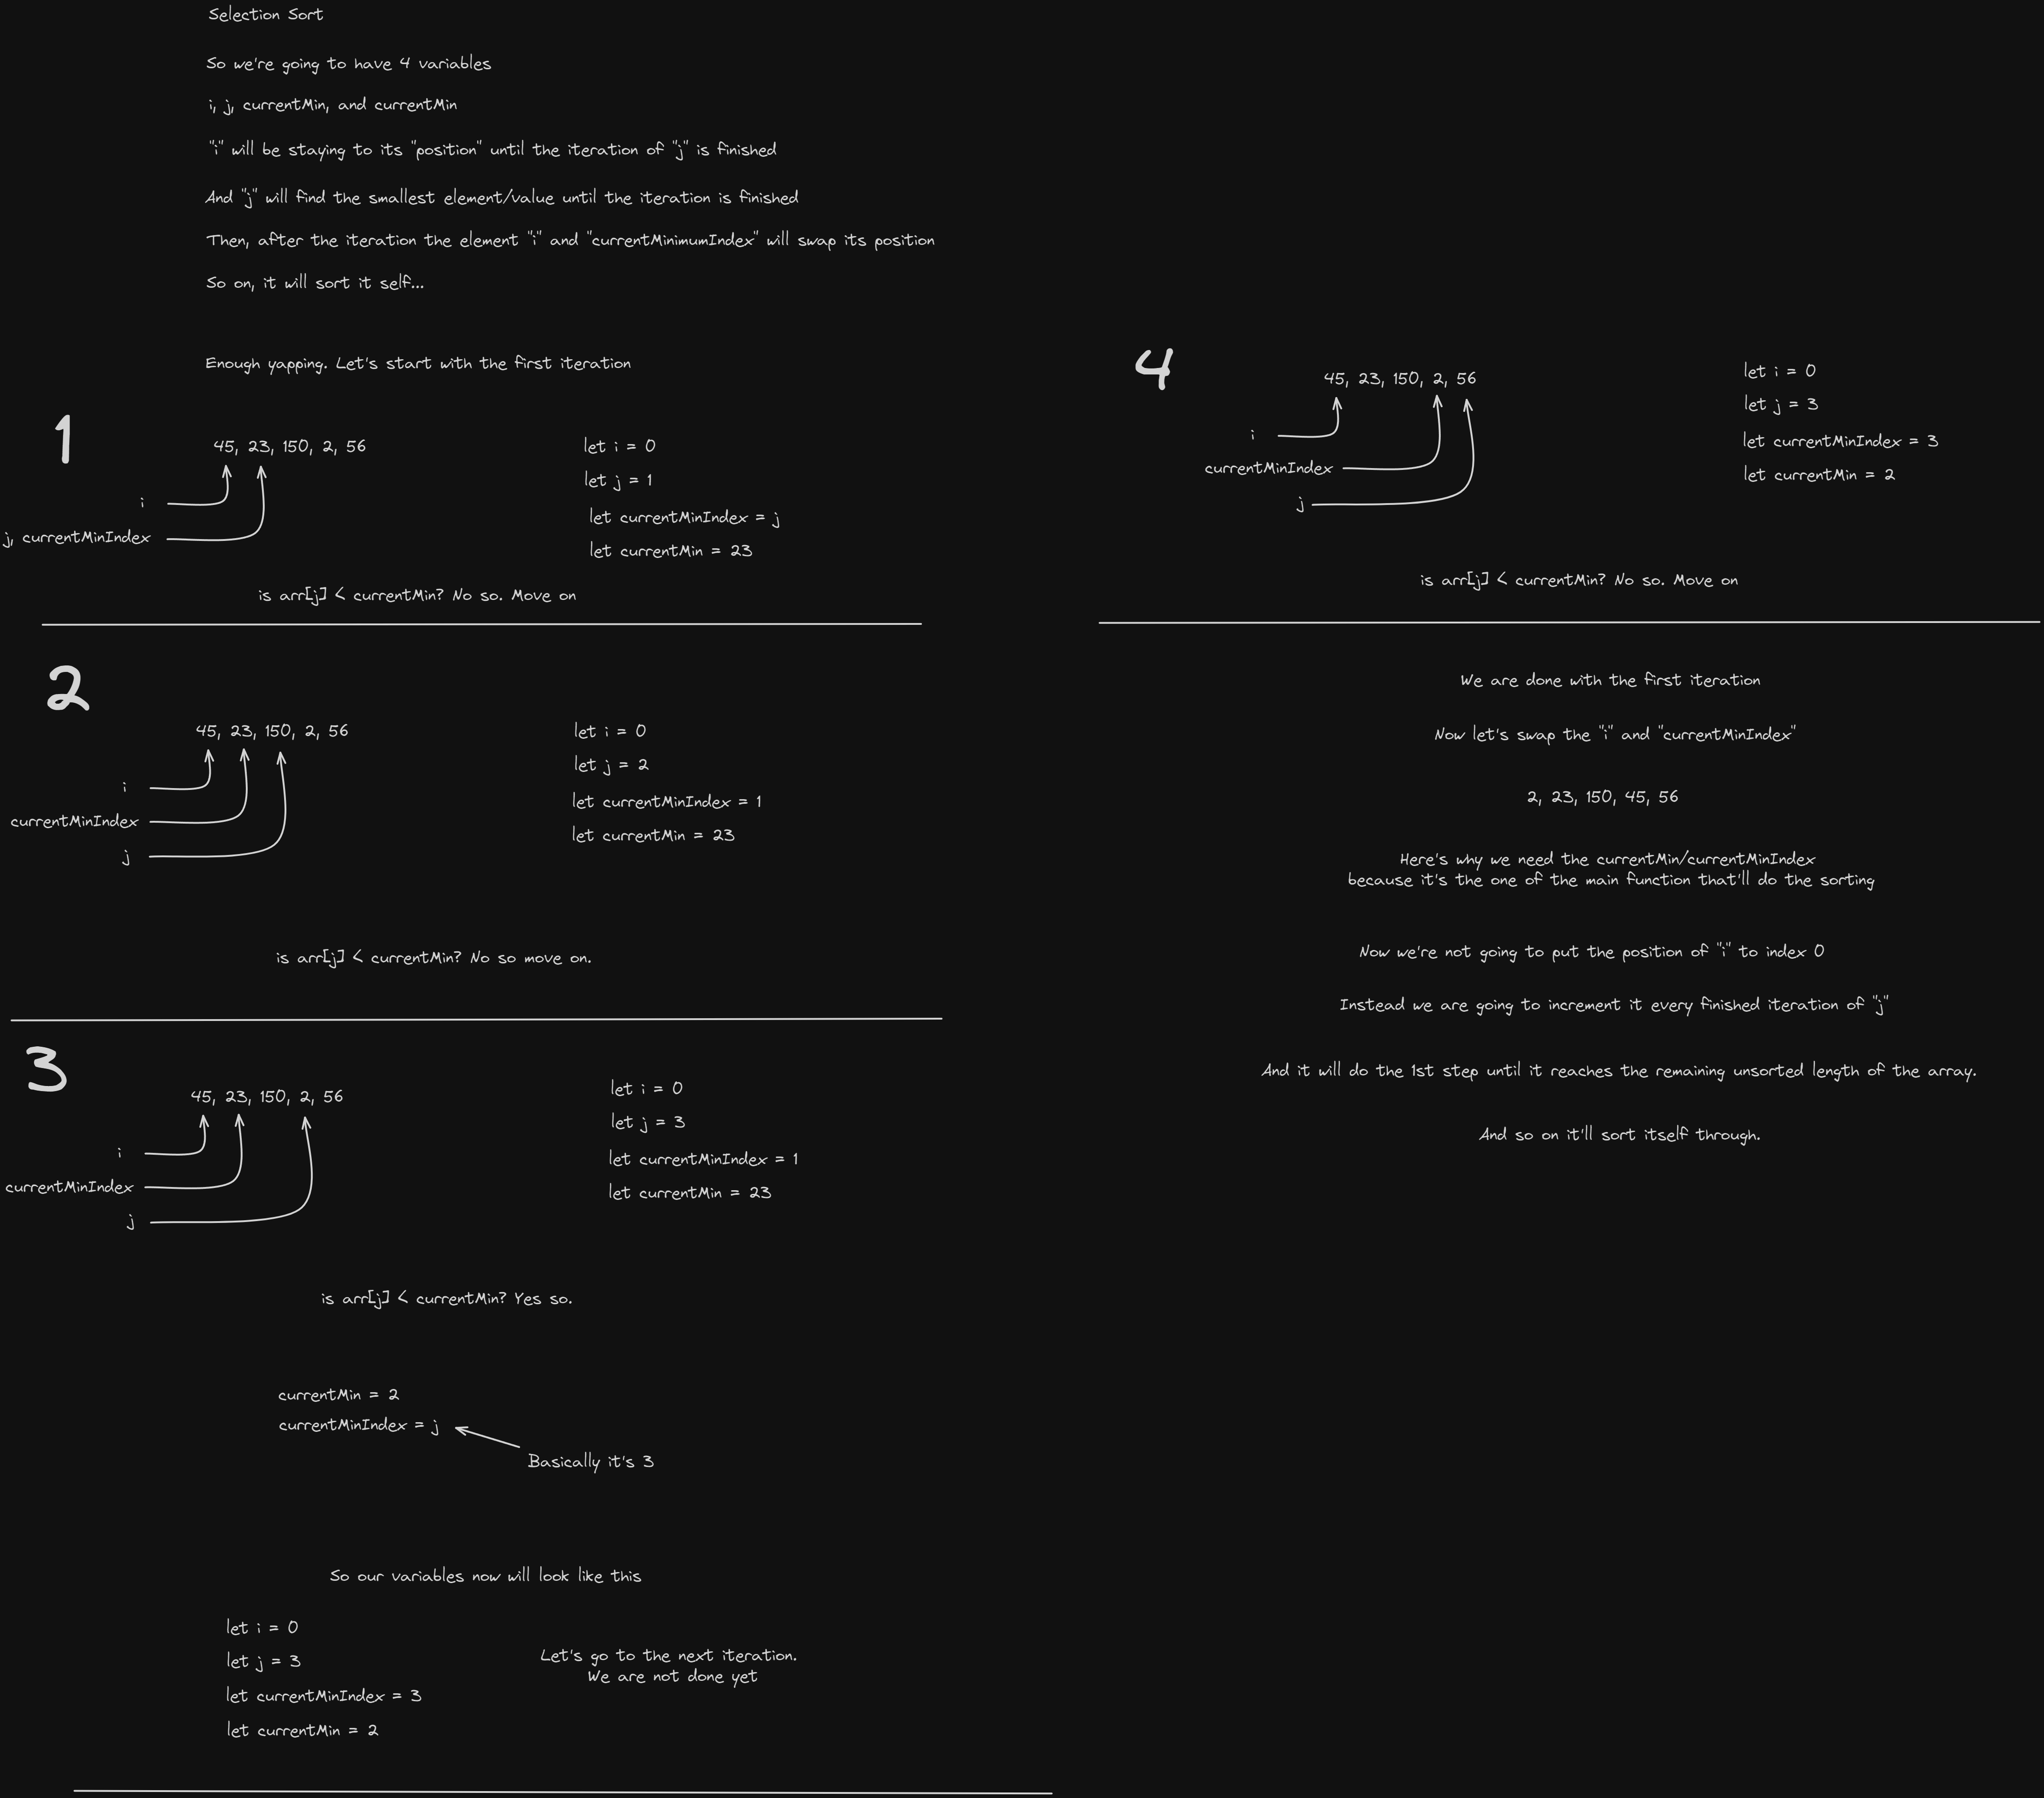 Selection Sort
So we're going to have 4 variables
i, j, currentMin, and currentMin
"i" will be staying to its "position" until the iteration of "j" is finished
And "j" will find the smallest element/value until the iteration is finished
Then, after the iteration the element "i" and "currentMinimumIndex" will swap its position
So on, it will sort it self...
Enough yapping. Let's start with the first iteration
1
45, 23, 150, 2, 56
i
j, currentMinIndex
let i = 0
let j = 1
let currentMinIndex = j
let currentMin = 23
is arr[j] < currentMin? No so. Move on
2
45, 23, 150, 2, 56
i
currentMinIndex
j
let i = 0
let j = 2
let currentMinIndex = 1
let currentMin = 23
is arr[j] < currentMin? No so move on.
3
45, 23, 150, 2, 56
i
currentMinIndex
j
let i = 0
let j = 3
let currentMinIndex = 1
let currentMin = 23
is arr[j] < currentMin? Yes so.
currentMin = 2
currentMinIndex = j
Basically it's 3
So our variables now will look like this
let i = 0
let j = 3
let currentMinIndex = 3
let currentMin = 2
Let's go to the next iteration.
We are not done yet
4
45, 23, 150, 2, 56
i
currentMinIndex
j
let i = 0
let j = 3
let currentMinIndex = 3
let currentMin = 2
is arr[j] < currentMin? No so. Move on
We are done with the first iteration
Now let's swap the "i" and "currentMinIndex"
2, 23, 150, 45, 56
Here's why we need the currentMin/currentMinIndex
because it's the one of the main function that'll do the sorting
Now we're not going to put the position of "i" to index 0
Instead we are going to increment it every finished iteration of "j"
And it will do the 1st step until it reaches the remaining unsorted length of the array.
And so on it'll sort itself through.